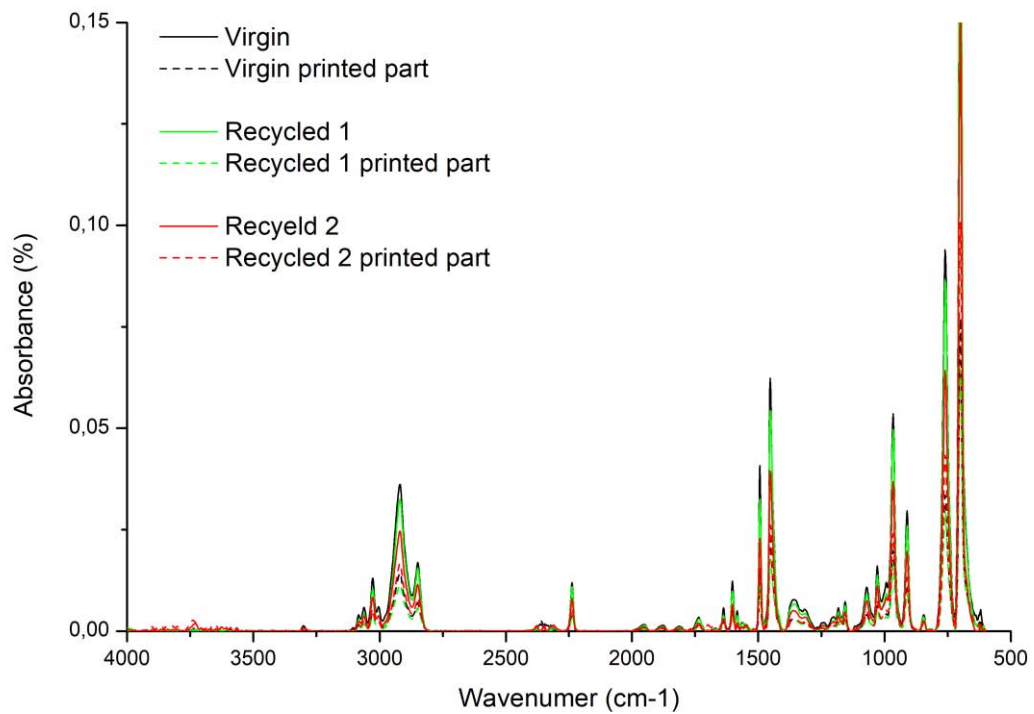 0,15
0,10
0,05
0,00
Absorbance (%)
Virgin
Virgin printed part
Recycled 1
Recycled 1 printed part
Recyeld 2
Recycled 2 printed part
4000 3500 3000 2500 2000 1500 1000 500
Wavenumer (cm-1)